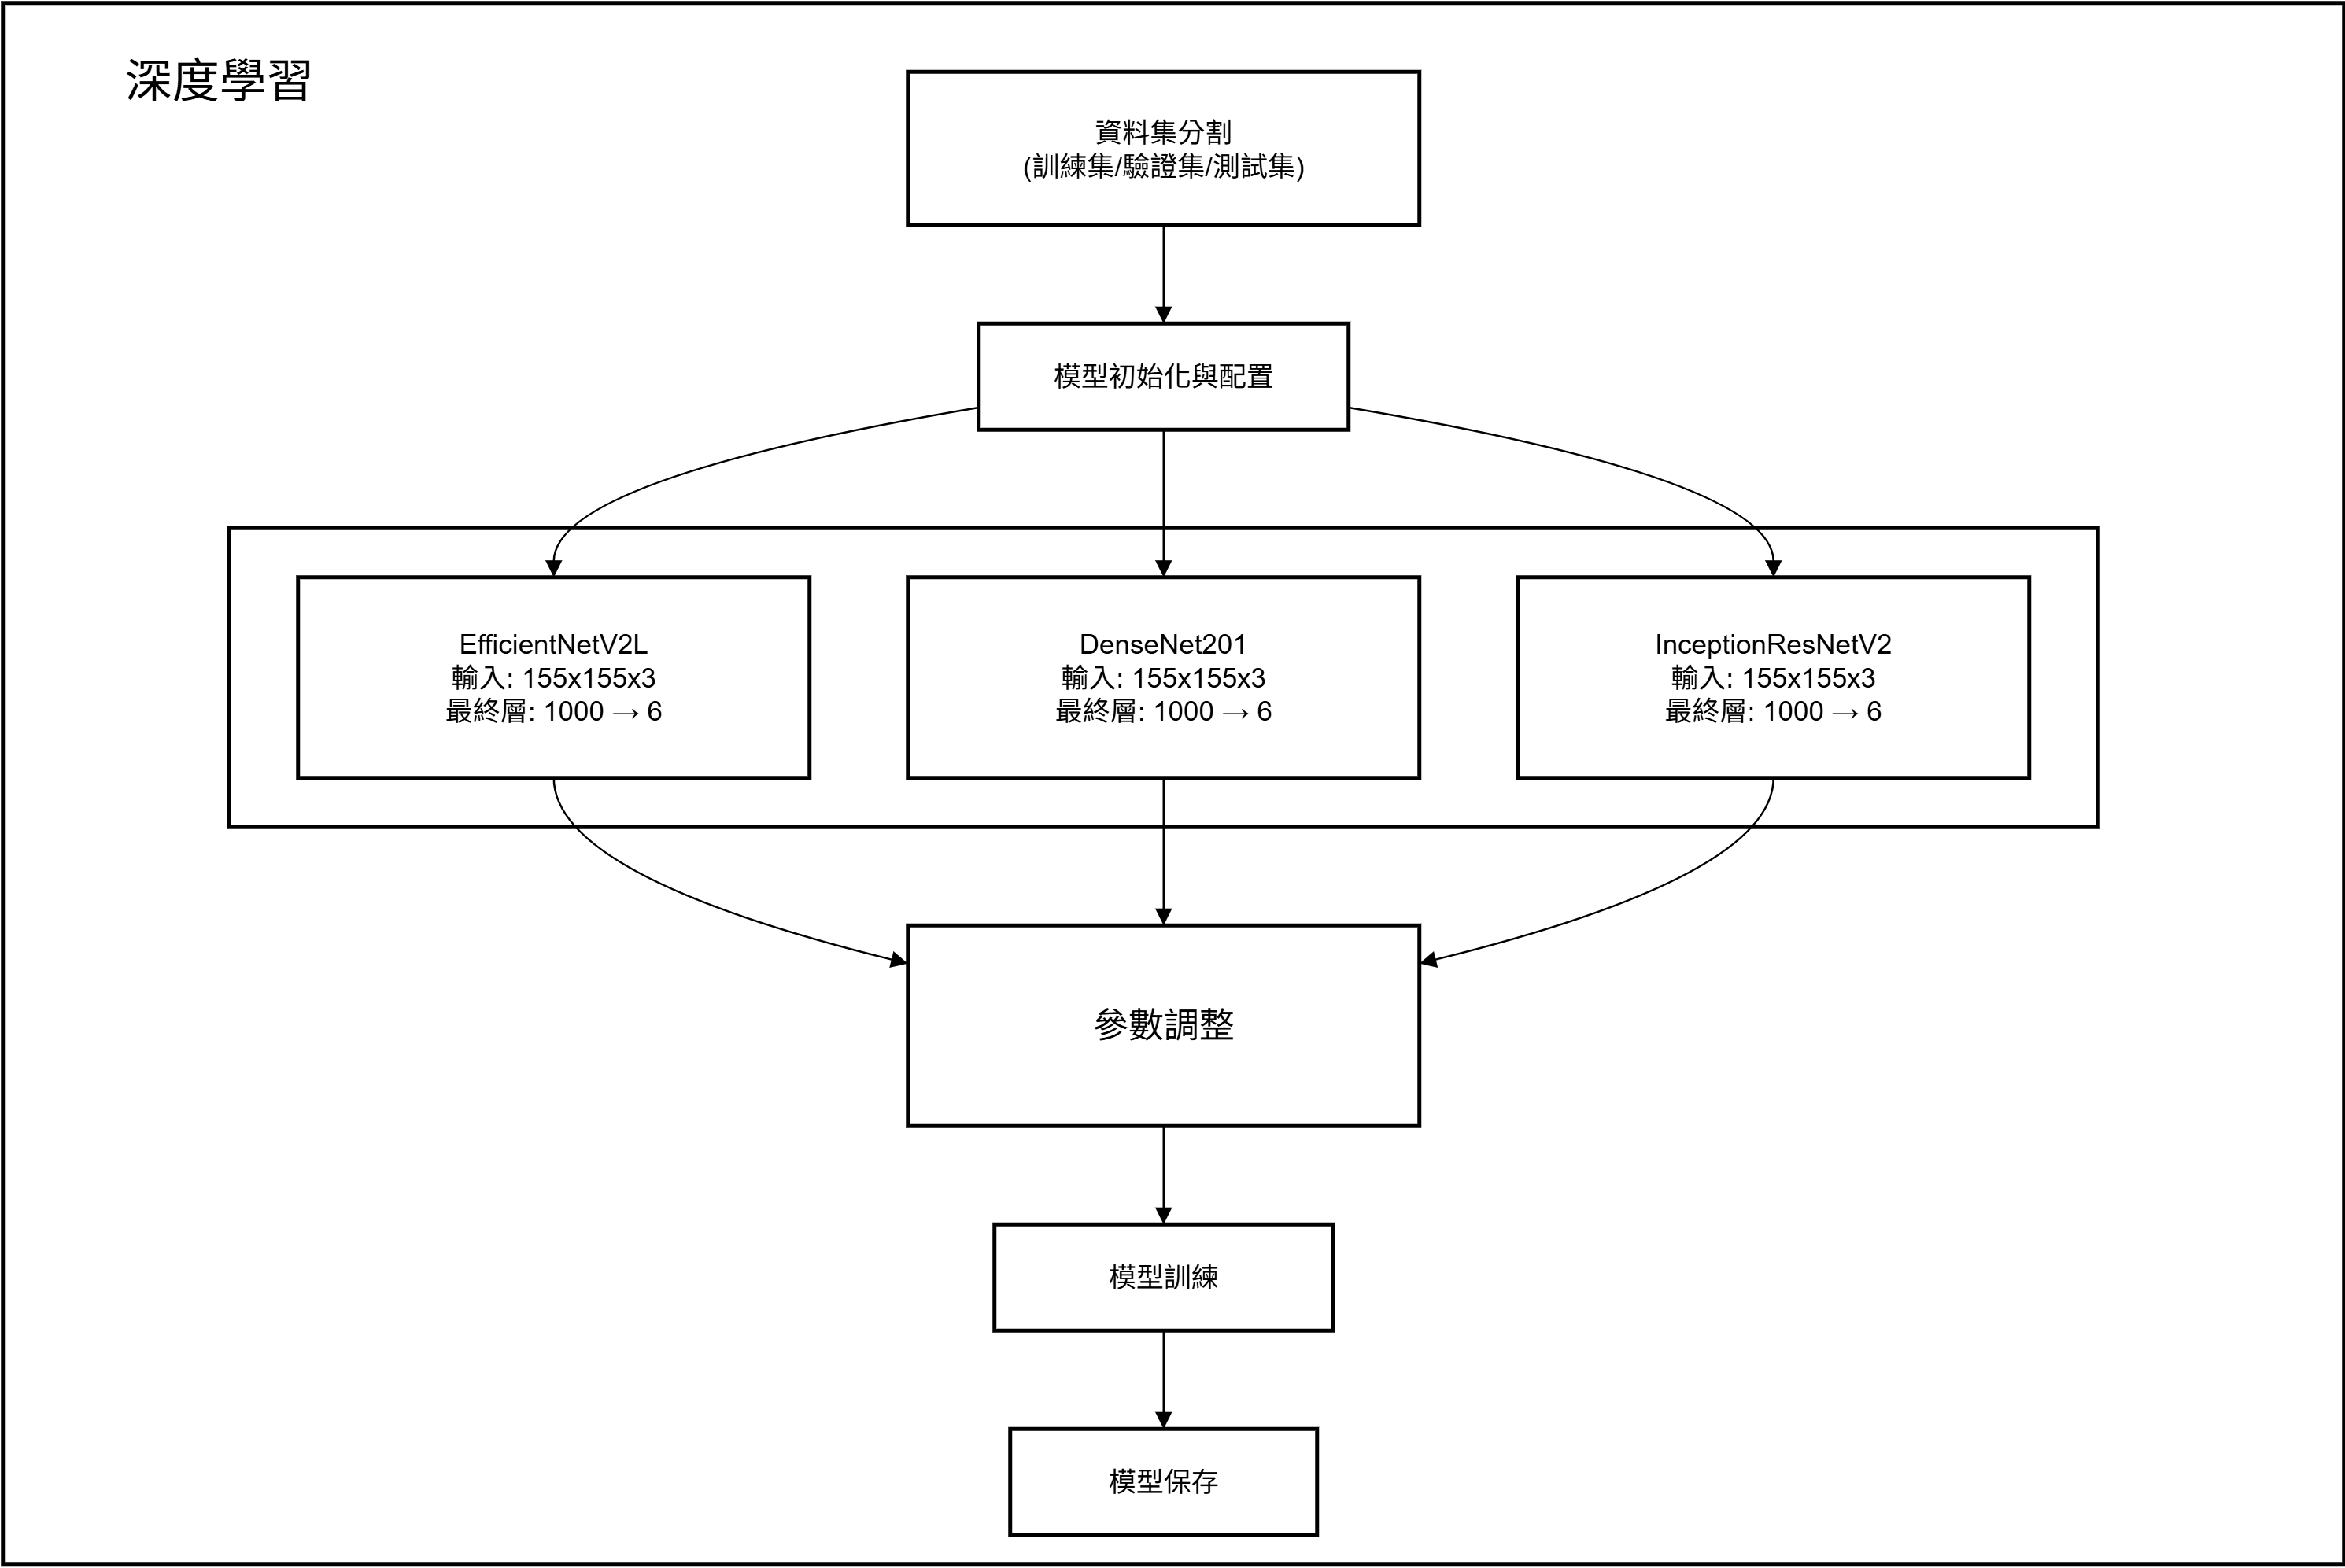 深度學習
資料集分割
(訓練集/驗證集/測試集)
模型初始化與配置
EfficientNetV2L
輸入: 155x155x3
最終層: 1000 → 6
DenseNet201
輸入: 155x155x3
最終層: 1000 → 6
InceptionResNetV2
輸入: 155x155x3
最終層: 1000 → 6
參數調整
模型訓練
模型保存